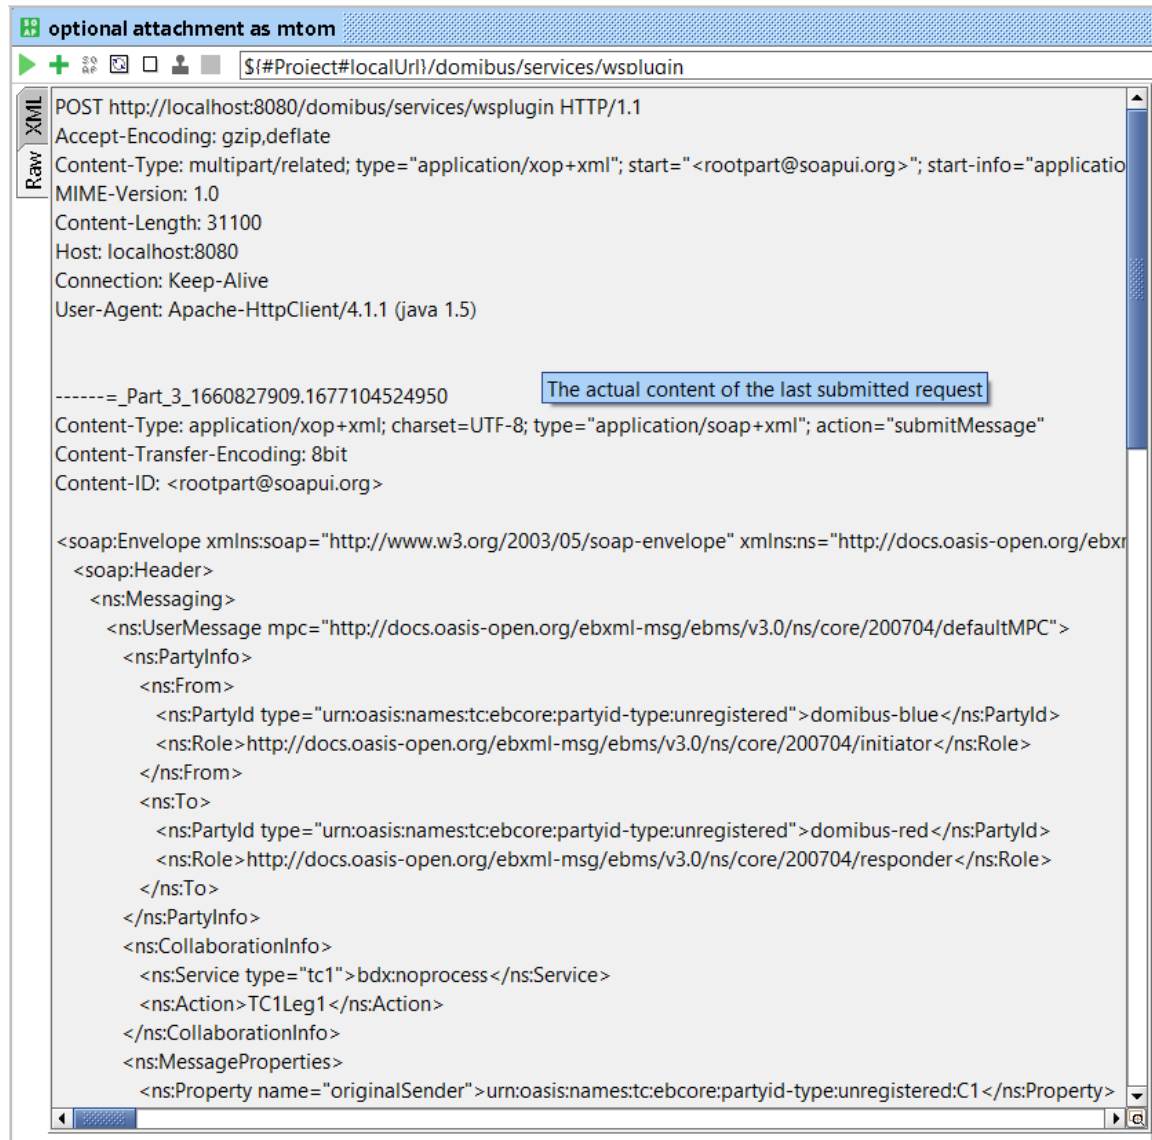 SO AP optional attachment as mtom
${#Project#localUrl}/domibus/services/wsplugin
XML
Raw
POST http://localhost:8080/domibus/services/wsplugin HTTP/1.1
Accept-Encoding: gzip,deflate
Content-Type: multipart/related; type="application/xop+xml"; start="<rootpart@soapui.org>"; start-info="applicatio
MIME-Version: 1.0
Content-Length: 31100
Host: localhost:8080
Connection: Keep-Alive
User-Agent: Apache-HttpClient/4.1.1 (java 1.5)
The actual content of the last submitted request
------=_Part_3_1660827909.1677104524950
Content-Type: application/xop+xml; charset=UTF-8; type="application/soap+xml"; action="submitMessage"
Content-Transfer-Encoding: 8bit
Content-ID: <rootpart@soapui.org>
<soap:Envelope xmlns:soap="http://www.w3.org/2003/05/soap-envelope" xmlns:ns="http://docs.oasis-open.org/ebxm
<soap:Header>
<ns:Messaging>
<ns:UserMessage mpc="http://docs.oasis-open.org/ebxml-msg/ebms/v3.0/ns/core/200704/defaultMPC">
<ns:PartyInfo>
<ns:From>
<ns:PartyId type="urn:oasis:names:tc:ebcore:partyid-type:unregistered">domibus-blue</ns:PartyId>
<ns:Role>http://docs.oasis-open.org/ebxml-msg/ebms/v3.0/ns/core/200704/initiator</ns:Role>
</ns:From>
<ns:To>
<ns:PartyId type="urn:oasis:names:tc:ebcore:partyid-type:unregistered">domibus-red</ns:PartyId>
<ns:Role>http://docs.oasis-open.org/ebxml-msg/ebms/v3.0/ns/core/200704/responder</ns:Role>
</ns:To>
</ns:PartyInfo>
<ns:CollaborationInfo>
<ns:Service type="tc1">bdx:noprocess</ns:Service>
<ns:Action>TC1Leg1</ns:Action>
</ns:CollaborationInfo>
<ns:MessageProperties>
<ns:Property name="originalSender">urn:oasis:names:tc:ebcore:partyid-type:unregistered:C1</ns:Property>